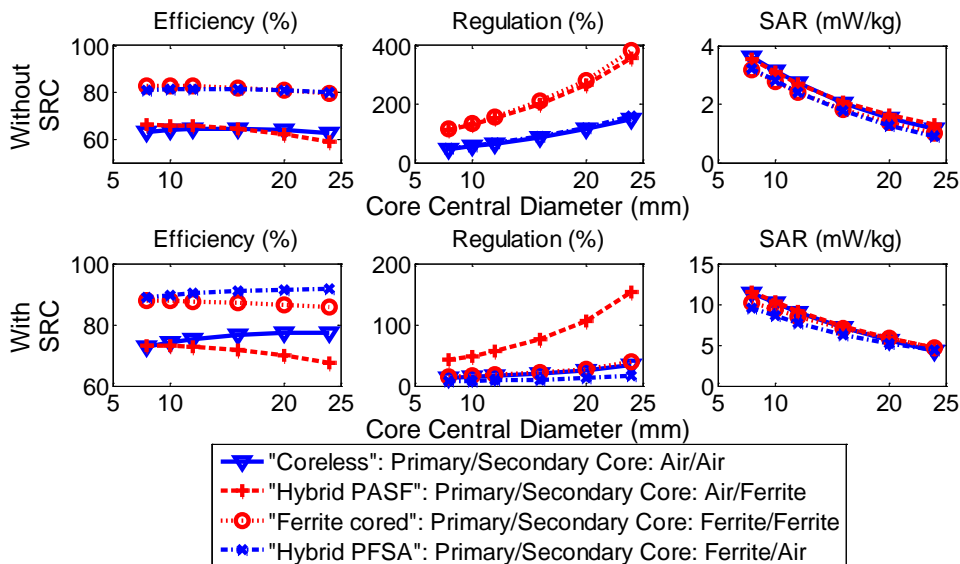 Efficiency (%) Regulation (%) SAR (mW/kg)
Without SRC
100
80
60
5 10 20 25
400
200
0
5 10 20 25
4
2
0
5 10 20 25
Core Central Diameter (mm)
Efficiency (%) Regulation (%) SAR (mW/kg)
With SRC
100
80
60
5 10 20 25
200
100
0
5 10 20 25
15
10
5
0
5 10 20 25
Core Central Diameter (mm)
"Coreless": Primary/Secondary Core: Air/Air
"Hybrid PASF": Primary/Secondary Core: Air/Ferrite
"Ferrite cored": Primary/Secondary Core: Ferrite/Ferrite
"Hybrid PFSA": Primary/Secondary Core: Ferrite/Air